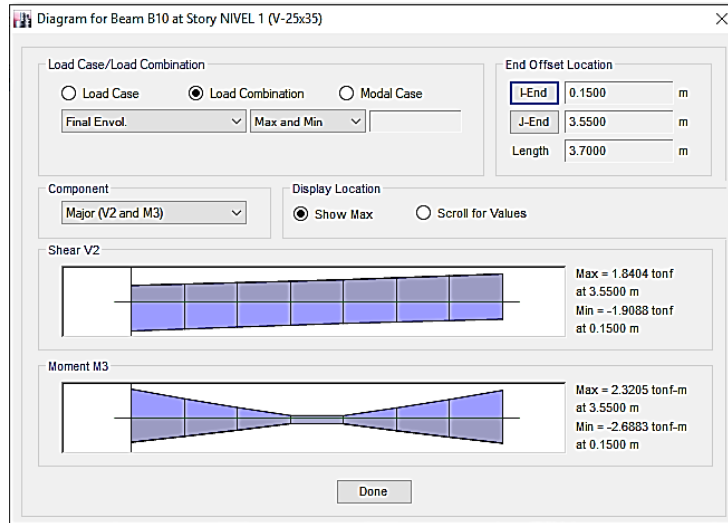 Diagram for Beam B10 at Story NIVEL 1 (V-25x35)
Load Case/Load Combination
Load Case
Load Combination
Modal Case
Final Envol.
Max and Min
End Offset Location
I-End
0.1500
m
J-End
3.5500
m
Length
3.7000
m
Component
Major (V2 and M3)
Display Location
Show Max
Scroll for Values
Shear V2
Max = 1.8404 tonf
at 3.5500 m
Min = -1.9088 tonf
at 0.1500 m
Moment M3
Max = 2.3205 tonf-m
at 3.5500 m
Min = -2.6883 tonf-m
at 0.1500 m
Done